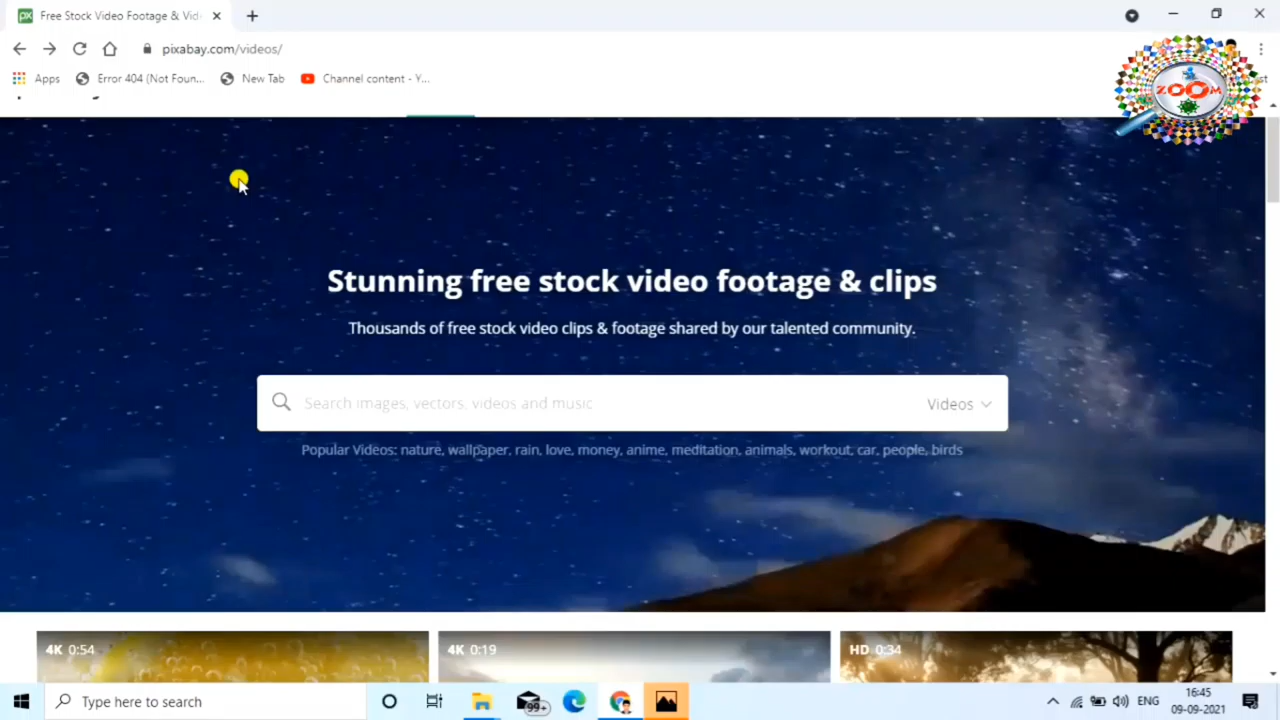 Free Stock Video Footage & Vid
pixabay.com/videos/
Apps
Error 404 (Not Foun...
New Tab
Channel content - Y...
ZOOM
Stunning free stock video footage & clips
Thousands of free stock video clips & footage shared by our talented community.
Search images, vectors, videos and music
Videos
Popular Videos: nature, wallpaper, rain, love, money, anime, meditation, animals, workout, car, people, birds
4K 0:54
4K 0:19
HD 0:34
Type here to search
99+
ENG
16:45
09-09-2021